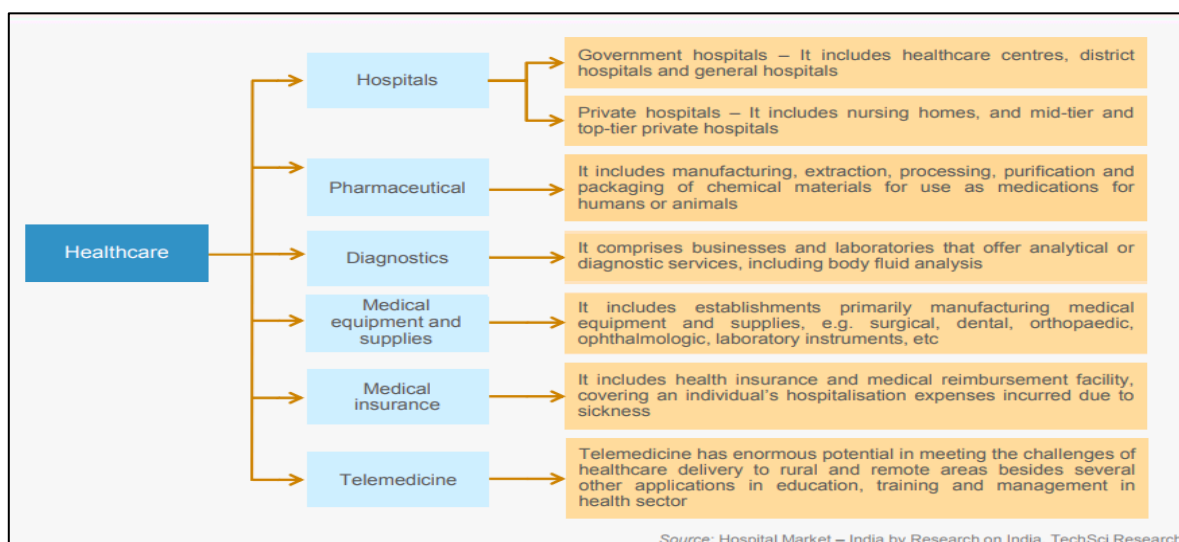 Healthcare
Hospitals
Government hospitals – It includes healthcare centres, district
hospitals and general hospitals
Private hospitals – It includes nursing homes, and mid-tier and
top-tier private hospitals
Pharmaceutical
It includes manufacturing, extraction, processing, purification and
packaging of chemical materials for use as medications for
humans or animals
Diagnostics
It comprises businesses and laboratories that offer analytical or
diagnostic services, including body fluid analysis
Medical
equipment and
supplies
It includes establishments primarily manufacturing medical
equipment and supplies, e.g. surgical, dental, orthopaedic,
ophthalmologic, laboratory instruments, etc
Medical
insurance
It includes health insurance and medical reimbursement facility,
covering an individual's hospitalisation expenses incurred due to
sickness
Telemedicine
Telemedicine has enormous potential in meeting the challenges of
healthcare delivery to rural and remote areas besides several
other applications in education, training and management in
health sector
Source: Hospital Market – India by Research on India, TechSci Research